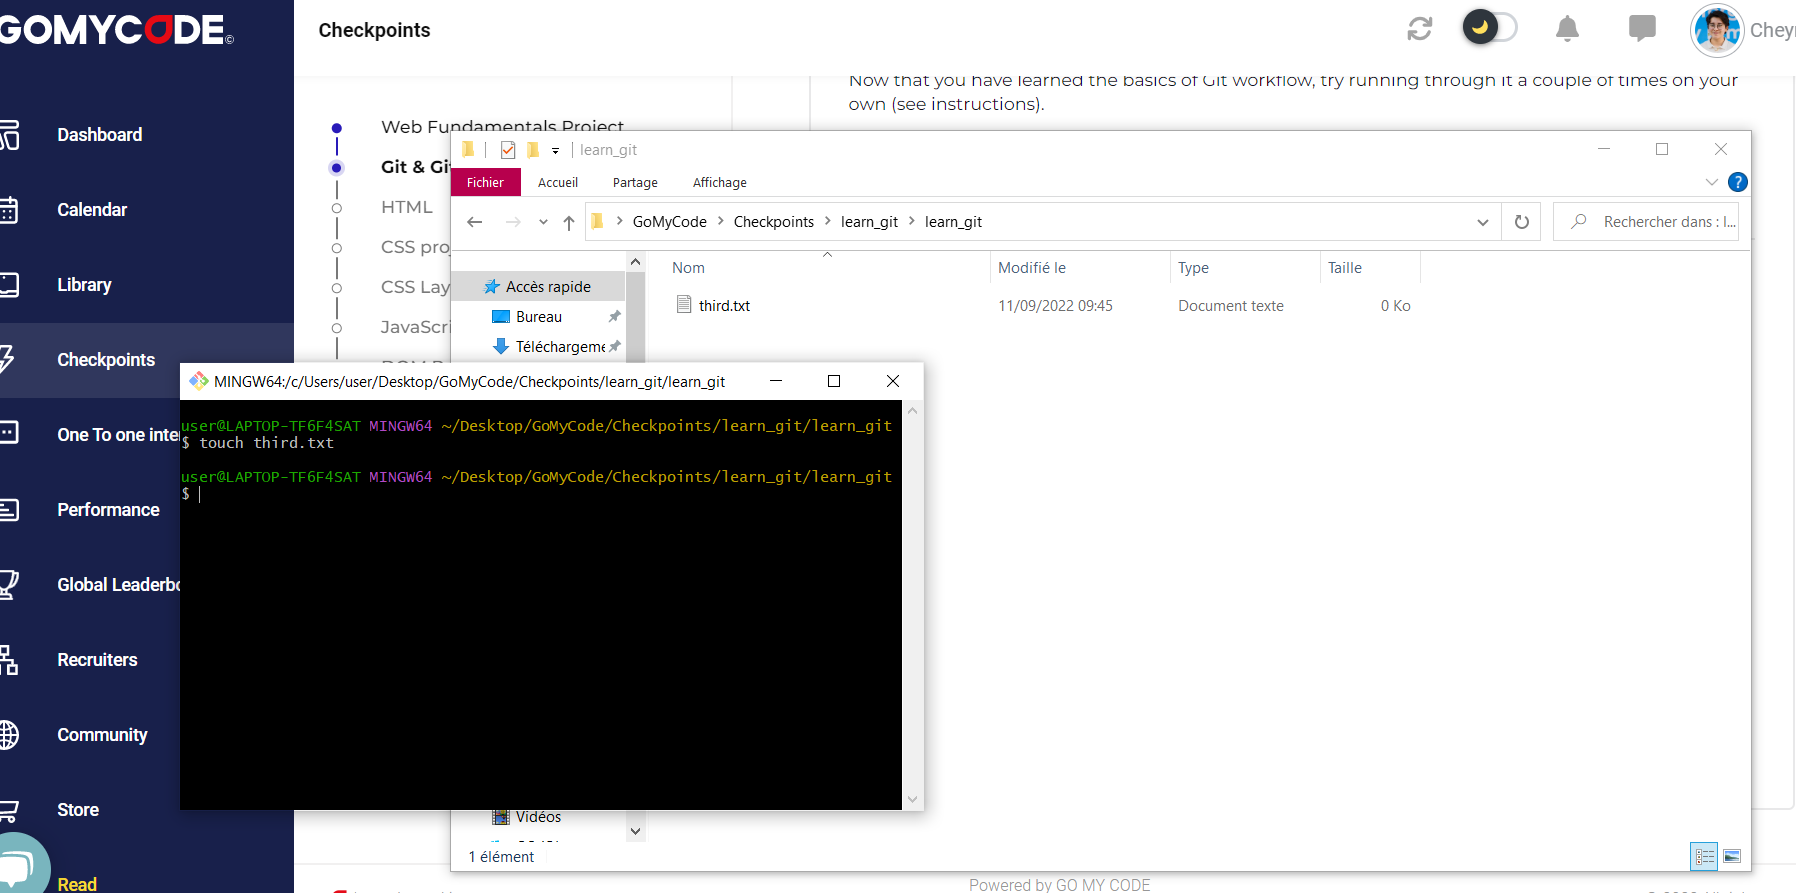 GOMYCODE©
Checkpoints
Dashboard
Calendar
Library
Checkpoints
One To one inte
Performance
Global Leaderbo
Recruiters
Community
Store
Read
Now that you have learned the basics of Git workflow, try running through it a couple of times on your
own (see instructions).
Web Fundamentals Project
Git & Gi
HTML
CSS pro
CSS Lay
JavaScri
learn_git
Fichier Accueil Partage Affichage
GoMyCode > Checkpoints > learn_git > learn_git
Rechercher dans : l...
Nom Modifié le Type Taille
Accès rapide
Bureau
Téléchargeme
third.txt 11/09/2022 09:45 Document texte 0 Ko
MINGW64:/c/Users/user/Desktop/GoMyCode/Checkpoints/learn_git/learn_git
user@LAPTOP-TF6F4SAT MINGW64 ~/Desktop/GoMyCode/Checkpoints/learn_git/learn_git
$ touch third.txt
user@LAPTOP-TF6F4SAT MINGW64 ~/Desktop/GoMyCode/Checkpoints/learn_git/learn_git
$
Vidéos
1 élément
Powered by GO MY CODE
Chey